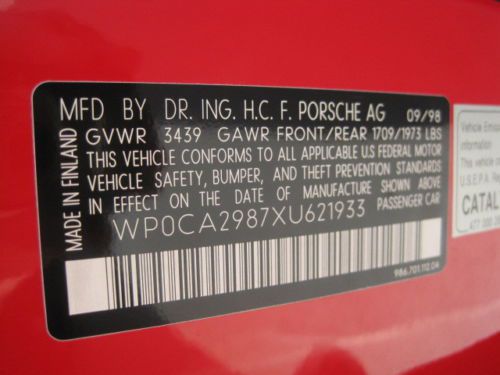 MFD BY DR. ING. H.C. F. PORSCHE AG 09/98
GVWR 3439 GAWR FRONT/REAR 1709/1973 LBS
THIS VEHICLE CONFORMS TO ALL APPLICABLE U.S FEDERAL MOTOR
VEHICLE SAFETY, BUMPER, AND THEFT PREVENTION STANDARDS
IN EFFECT ON THE DATE OF MANUFACTURE SHOWN ABOVE
WP0CA2987XU621933 PASSENGER CAR
986.701.112.04
MADE IN FINLAND
Vehicle
U.S.E.P.A.
CATAL